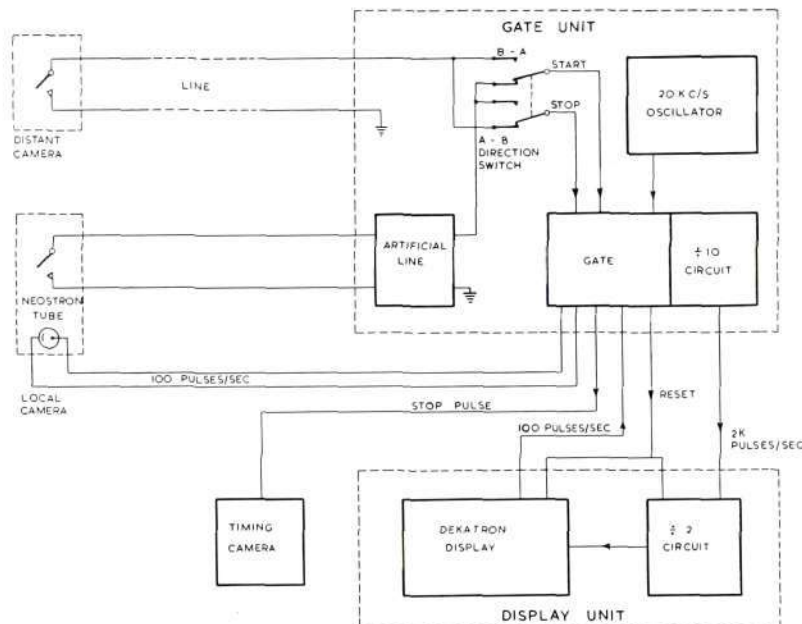 GATE UNIT
B - A
START
LINE
STOP
20 KC/S
OSCILLATOR
DISTANT
CAMERA
A - B
DIRECTION
SWITCH
ARTIFICIAL
LINE
GATE
÷ 10
CIRCUIT
NEOSTRON
TUBE
100 PULSES/SEC
LOCAL
CAMERA
STOP PULSE
RESET
100 PULSES/SEC
2K
PULSES/SEC
TIMING
CAMERA
DEKATRON
DISPLAY
÷ 2
CIRCUIT
DISPLAY UNIT